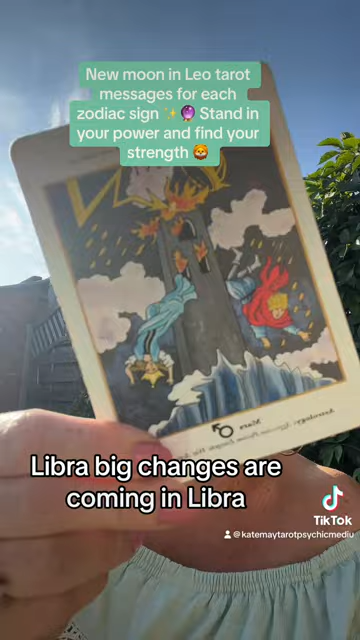 New moon in Leo tarot
messages for each
zodiac sign ✨🔮 Stand in
your power and find your
strength 🦁
Mars
Libra big changes are
coming in Libra
TikTok
@katemaytarotpsychicmediu